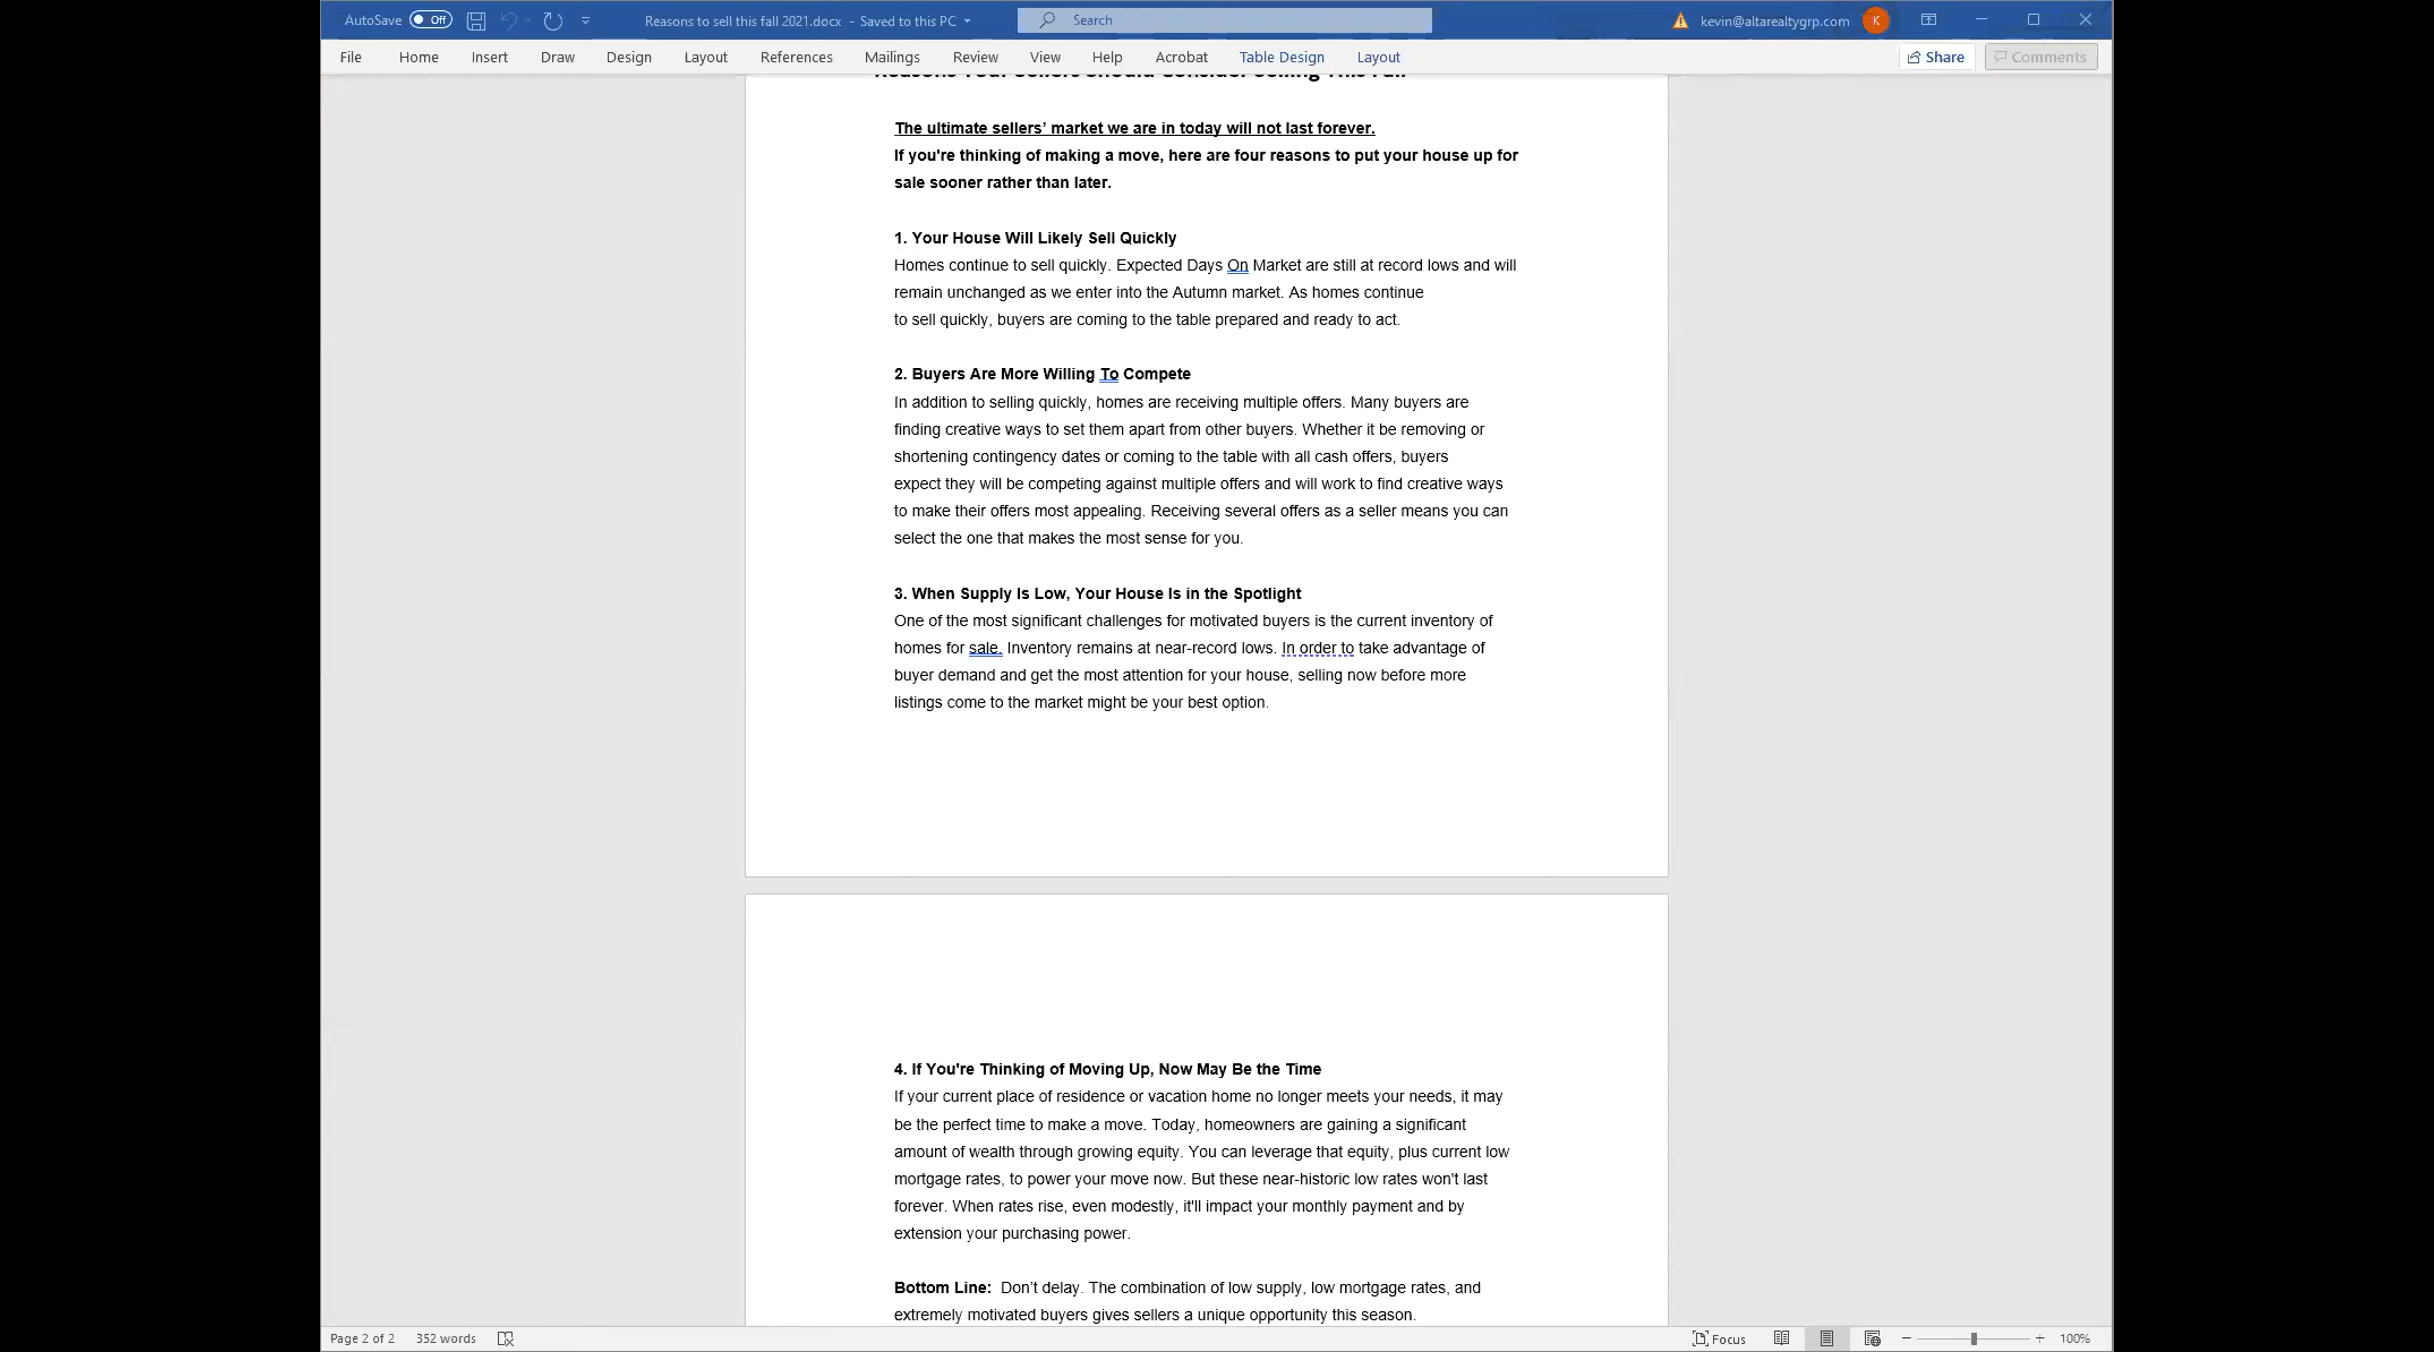 AutoSave Off
Reasons to sell this fall 2021.docx - Saved to this PC
Search
kevin@altarealtygrp.com K
File Home Insert Draw Design Layout References Mailings Review View Help Acrobat Table Design Layout
Share Comments
Reasons Your Sellers Should Consider Selling This Fall
The ultimate sellers’ market we are in today will not last forever.
If you're thinking of making a move, here are four reasons to put your house up for
sale sooner rather than later.
1. Your House Will Likely Sell Quickly
Homes continue to sell quickly. Expected Days On Market are still at record lows and will
remain unchanged as we enter into the Autumn market. As homes continue
to sell quickly, buyers are coming to the table prepared and ready to act.
2. Buyers Are More Willing To Compete
In addition to selling quickly, homes are receiving multiple offers. Many buyers are
finding creative ways to set them apart from other buyers. Whether it be removing or
shortening contingency dates or coming to the table with all cash offers, buyers
expect they will be competing against multiple offers and will work to find creative ways
to make their offers most appealing. Receiving several offers as a seller means you can
select the one that makes the most sense for you.
3. When Supply Is Low, Your House Is in the Spotlight
One of the most significant challenges for motivated buyers is the current inventory of
homes for sale. Inventory remains at near-record lows. In order to take advantage of
buyer demand and get the most attention for your house, selling now before more
listings come to the market might be your best option.
4. If You're Thinking of Moving Up, Now May Be the Time
If your current place of residence or vacation home no longer meets your needs, it may
be the perfect time to make a move. Today, homeowners are gaining a significant
amount of wealth through growing equity. You can leverage that equity, plus current low
mortgage rates, to power your move now. But these near-historic low rates won't last
forever. When rates rise, even modestly, it'll impact your monthly payment and by
extension your purchasing power.
Bottom Line: Don’t delay. The combination of low supply, low mortgage rates, and
extremely motivated buyers gives sellers a unique opportunity this season.
Page 2 of 2 352 words
Focus 100%